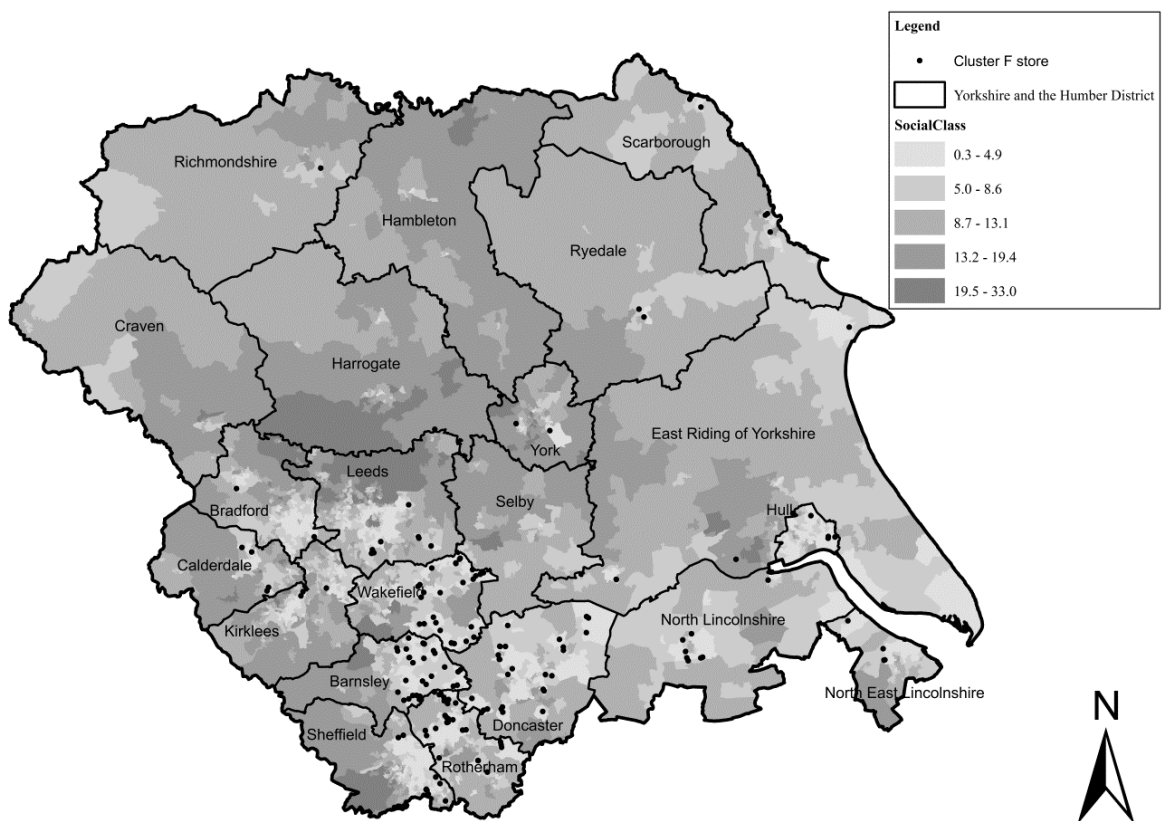 Legend
Cluster F store
Yorkshire and the Humber District
SocialClass
0.3 - 4.9
5.0 - 8.6
8.7 - 13.1
13.2 - 19.4
19.5 - 33.0
Scarborough
Richmondshire
Hambleton
Ryedale
Craven
Harrogate
York
East Riding of Yorkshire
Leeds
Selby
Bradford
Hulk
Calderdale
Wakefield
Kirklees
North Lincolnshire
Barnsley
North East Lincolnshire
Doncaster
Sheffield
Rotherham
N